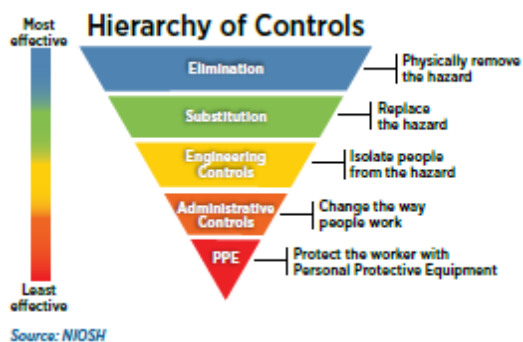 Most
effective
Hierarchy of Controls
Elimination
Physically remove
the hazard
Substitution
Replace
the hazard
Engineering
Controls
Isolate people
from the hazard
Administrative
Controls
Change the way
people work
PPE
Protect the worker with
Personal Protective Equipment
Least
effective
Source: NIOSH